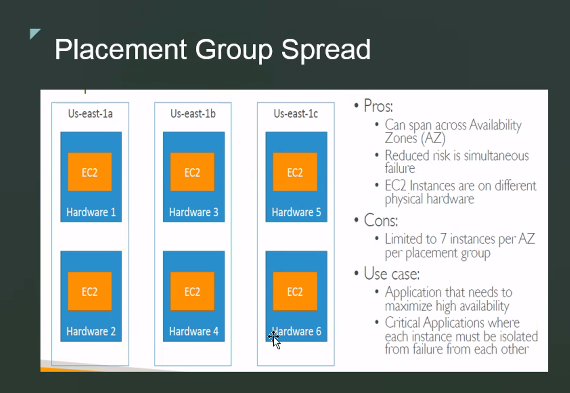 Placement Group Spread
Us-east-1a
Us-east-1b
Us-east-1c
EC2
EC2
EC2
Hardware 1
Hardware 3
Hardware 5
EC2
EC2
EC2
Hardware 2
Hardware 4
Hardware 6
• Pros:
• Can span across Availability
Zones (AZ)
• Reduced risk is simultaneous
failure
• EC2 Instances are on different
physical hardware
• Cons:
• Limited to 7 instances per AZ
per placement group
• Use case:
• Application that needs to
maximize high availability
• Critical Applications where
each instance must be isolated
from failure from each other